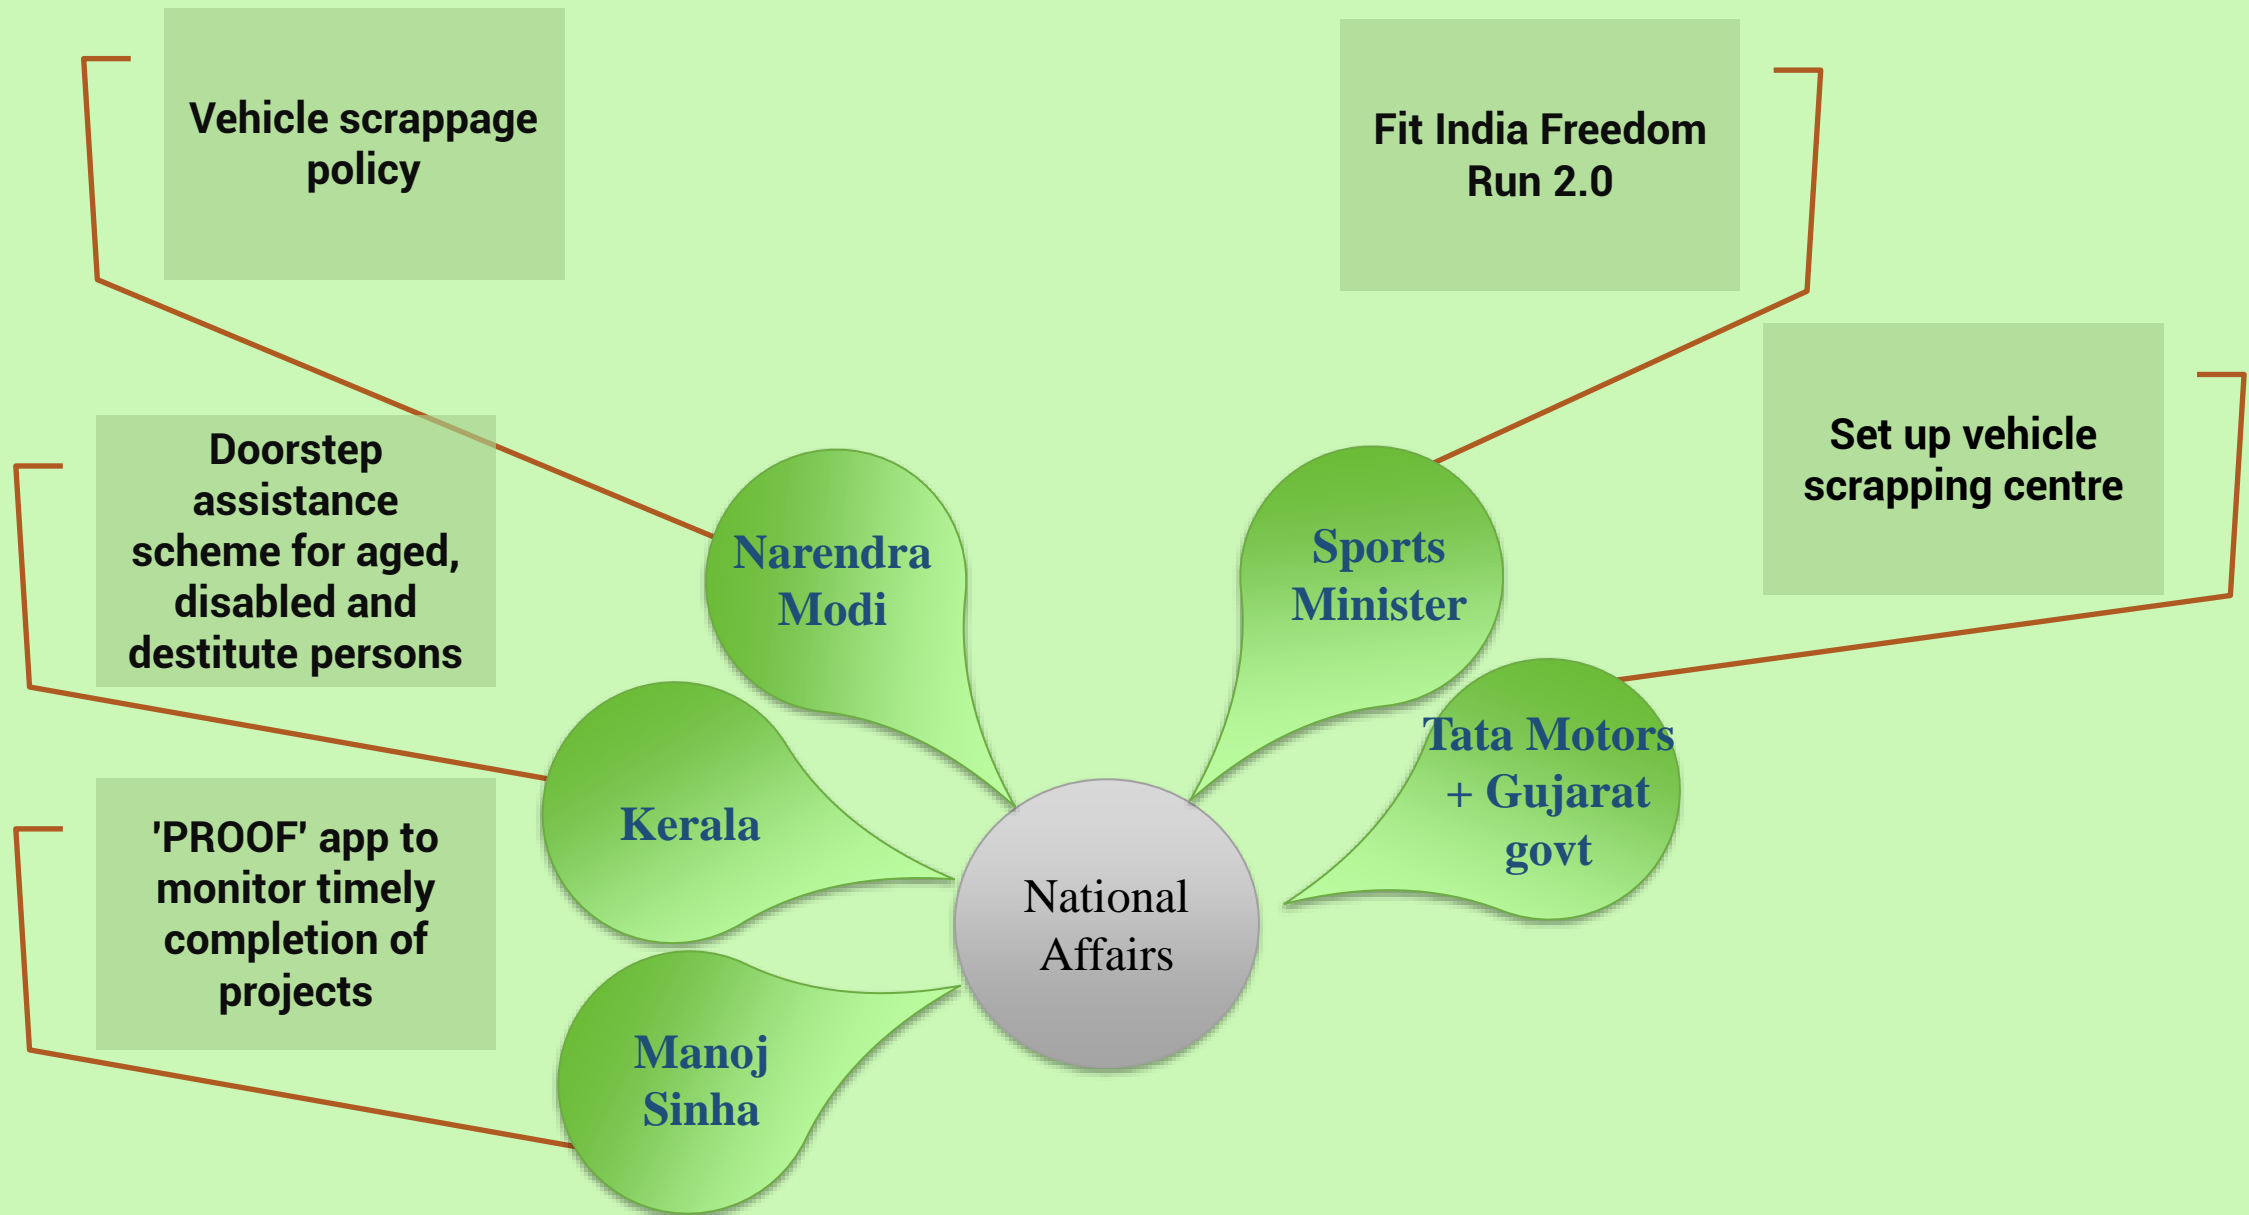 Vehicle scrappage
policy
Fit India Freedom
Run 2.0
Set up vehicle
scrapping centre
Doorstep
assistance
scheme for aged,
disabled and
destitute persons
'PROOF' app to
monitor timely
completion of
projects
Narendra
Modi
Sports
Minister
Tata Motors
+ Gujarat
govt
Kerala
Manoj
Sinha
National
Affairs